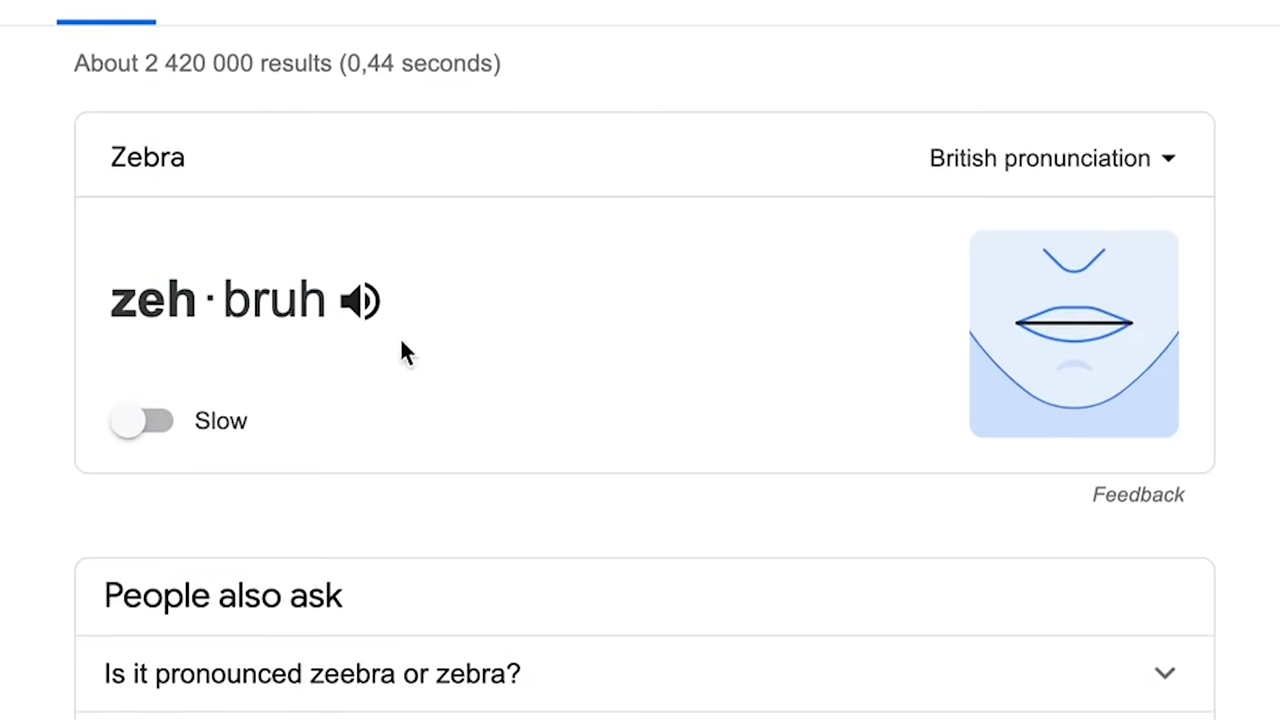 About 2 420 000 results (0,44 seconds)
Zebra
British pronunciation
zeh · bruh
Slow
Feedback
People also ask
Is it pronounced zeebra or zebra?